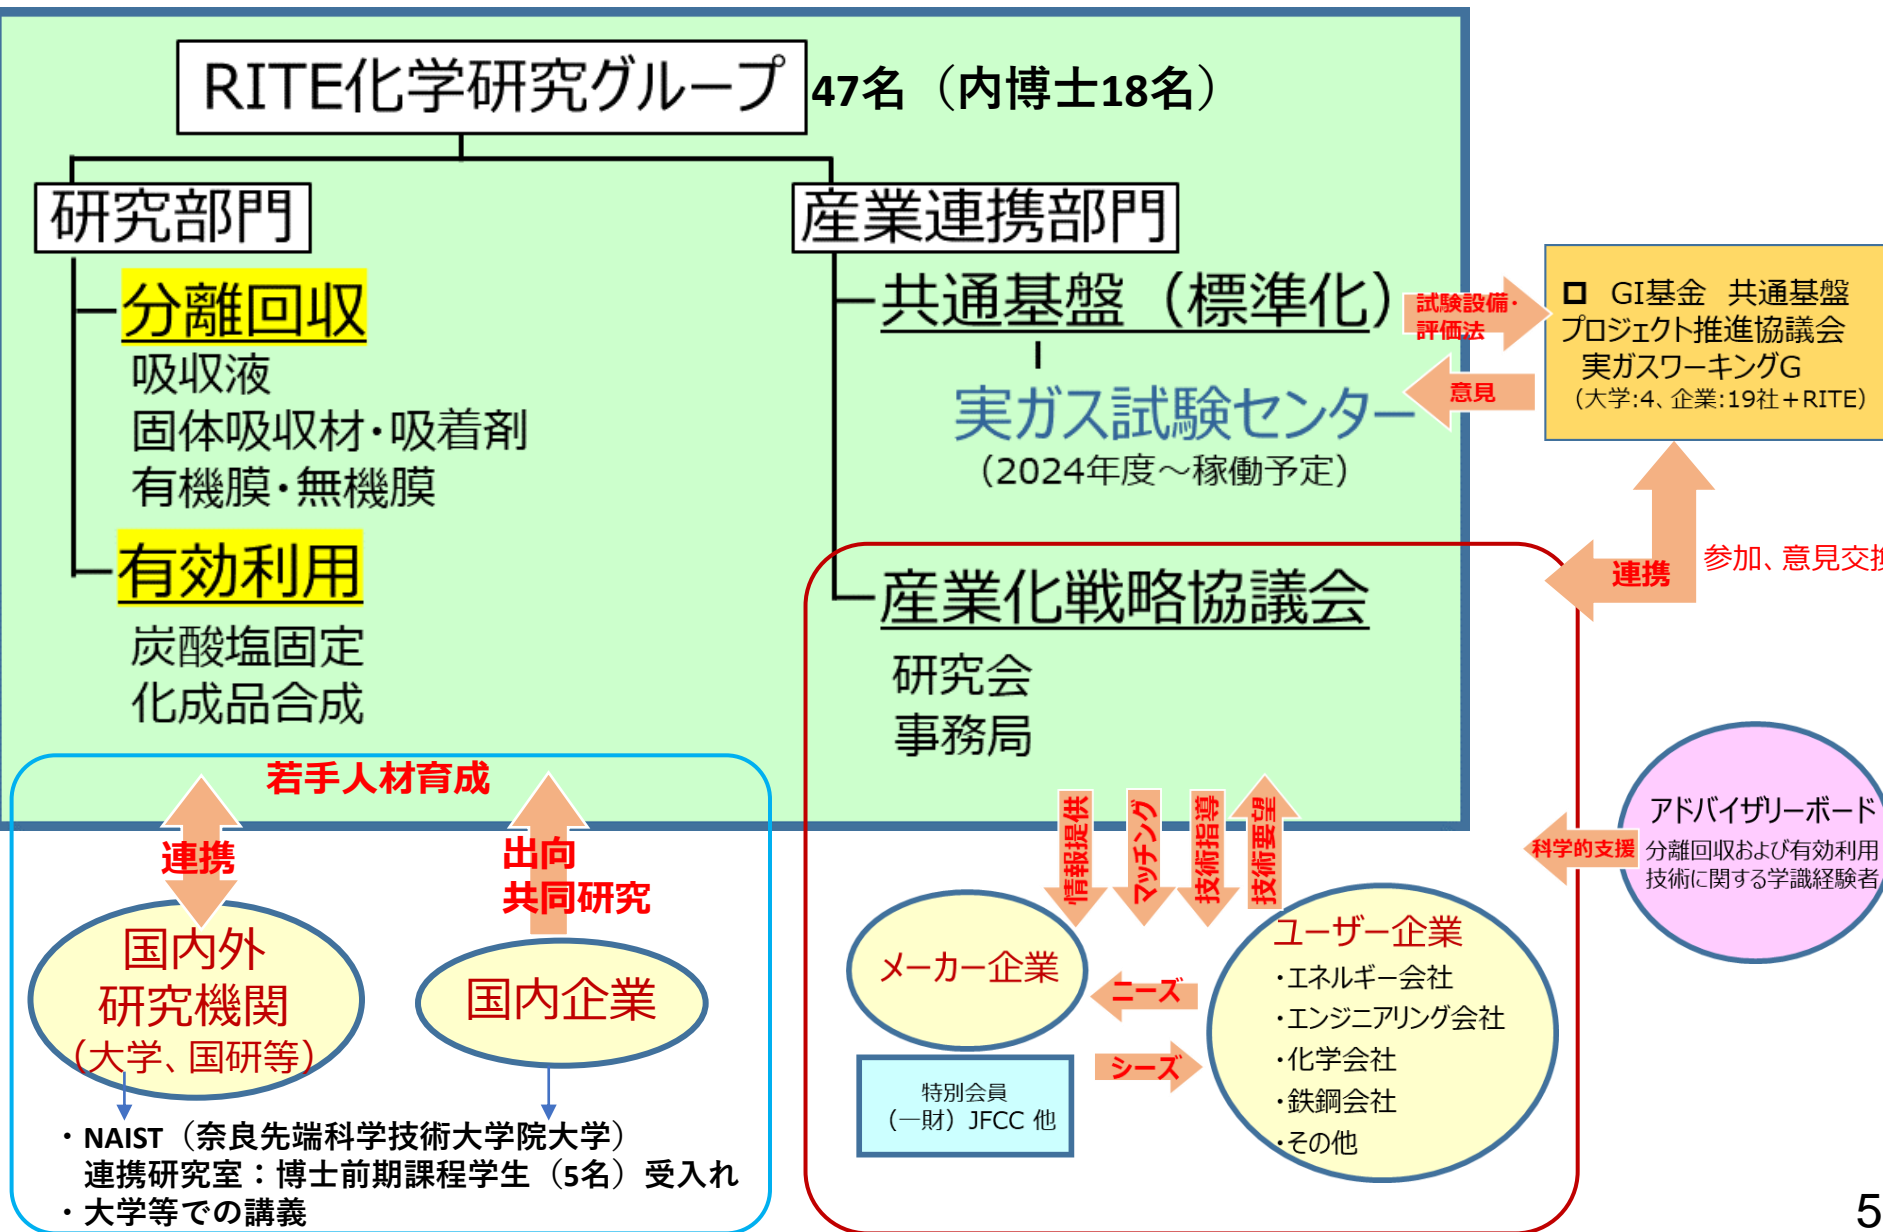 RITE化学研究グループ
47名（内博士18名）
研究部門
分離回収
吸収液
固体吸収材・吸着剤
有機膜・無機膜
有効利用
炭酸塩固定
化成品合成
産業連携部門
共通基盤（標準化）
実ガス試験センター
（2024年度～稼働予定）
産業化戦略協議会
研究会
事務局
試験設備・
評価法
意見
ロ GI基金 共通基盤
プロジェクト推進協議会
実ガスワーキングG
（大学:4、企業:19社+RITE）
連携
参加、意見交換
アドバイザリーボード
分離回収および有効利用
技術に関する学識経験者
科学的支援
若手人材育成
連携
出向
共同研究
国内外
研究機関
（大学、国研等）
国内企業
・NAIST（奈良先端科学技術大学院大学）
連携研究室：博士前期課程学生（5名）受入れ
・大学等での講義
情報提供
マッチング
技術指導
技術要望
メーカー企業
ニーズ
シーズ
特別会員
（一財）JFCC 他
ユーザー企業
・エネルギー会社
・エンジニアリング会社
・化学会社
・鉄鋼会社
・その他
5